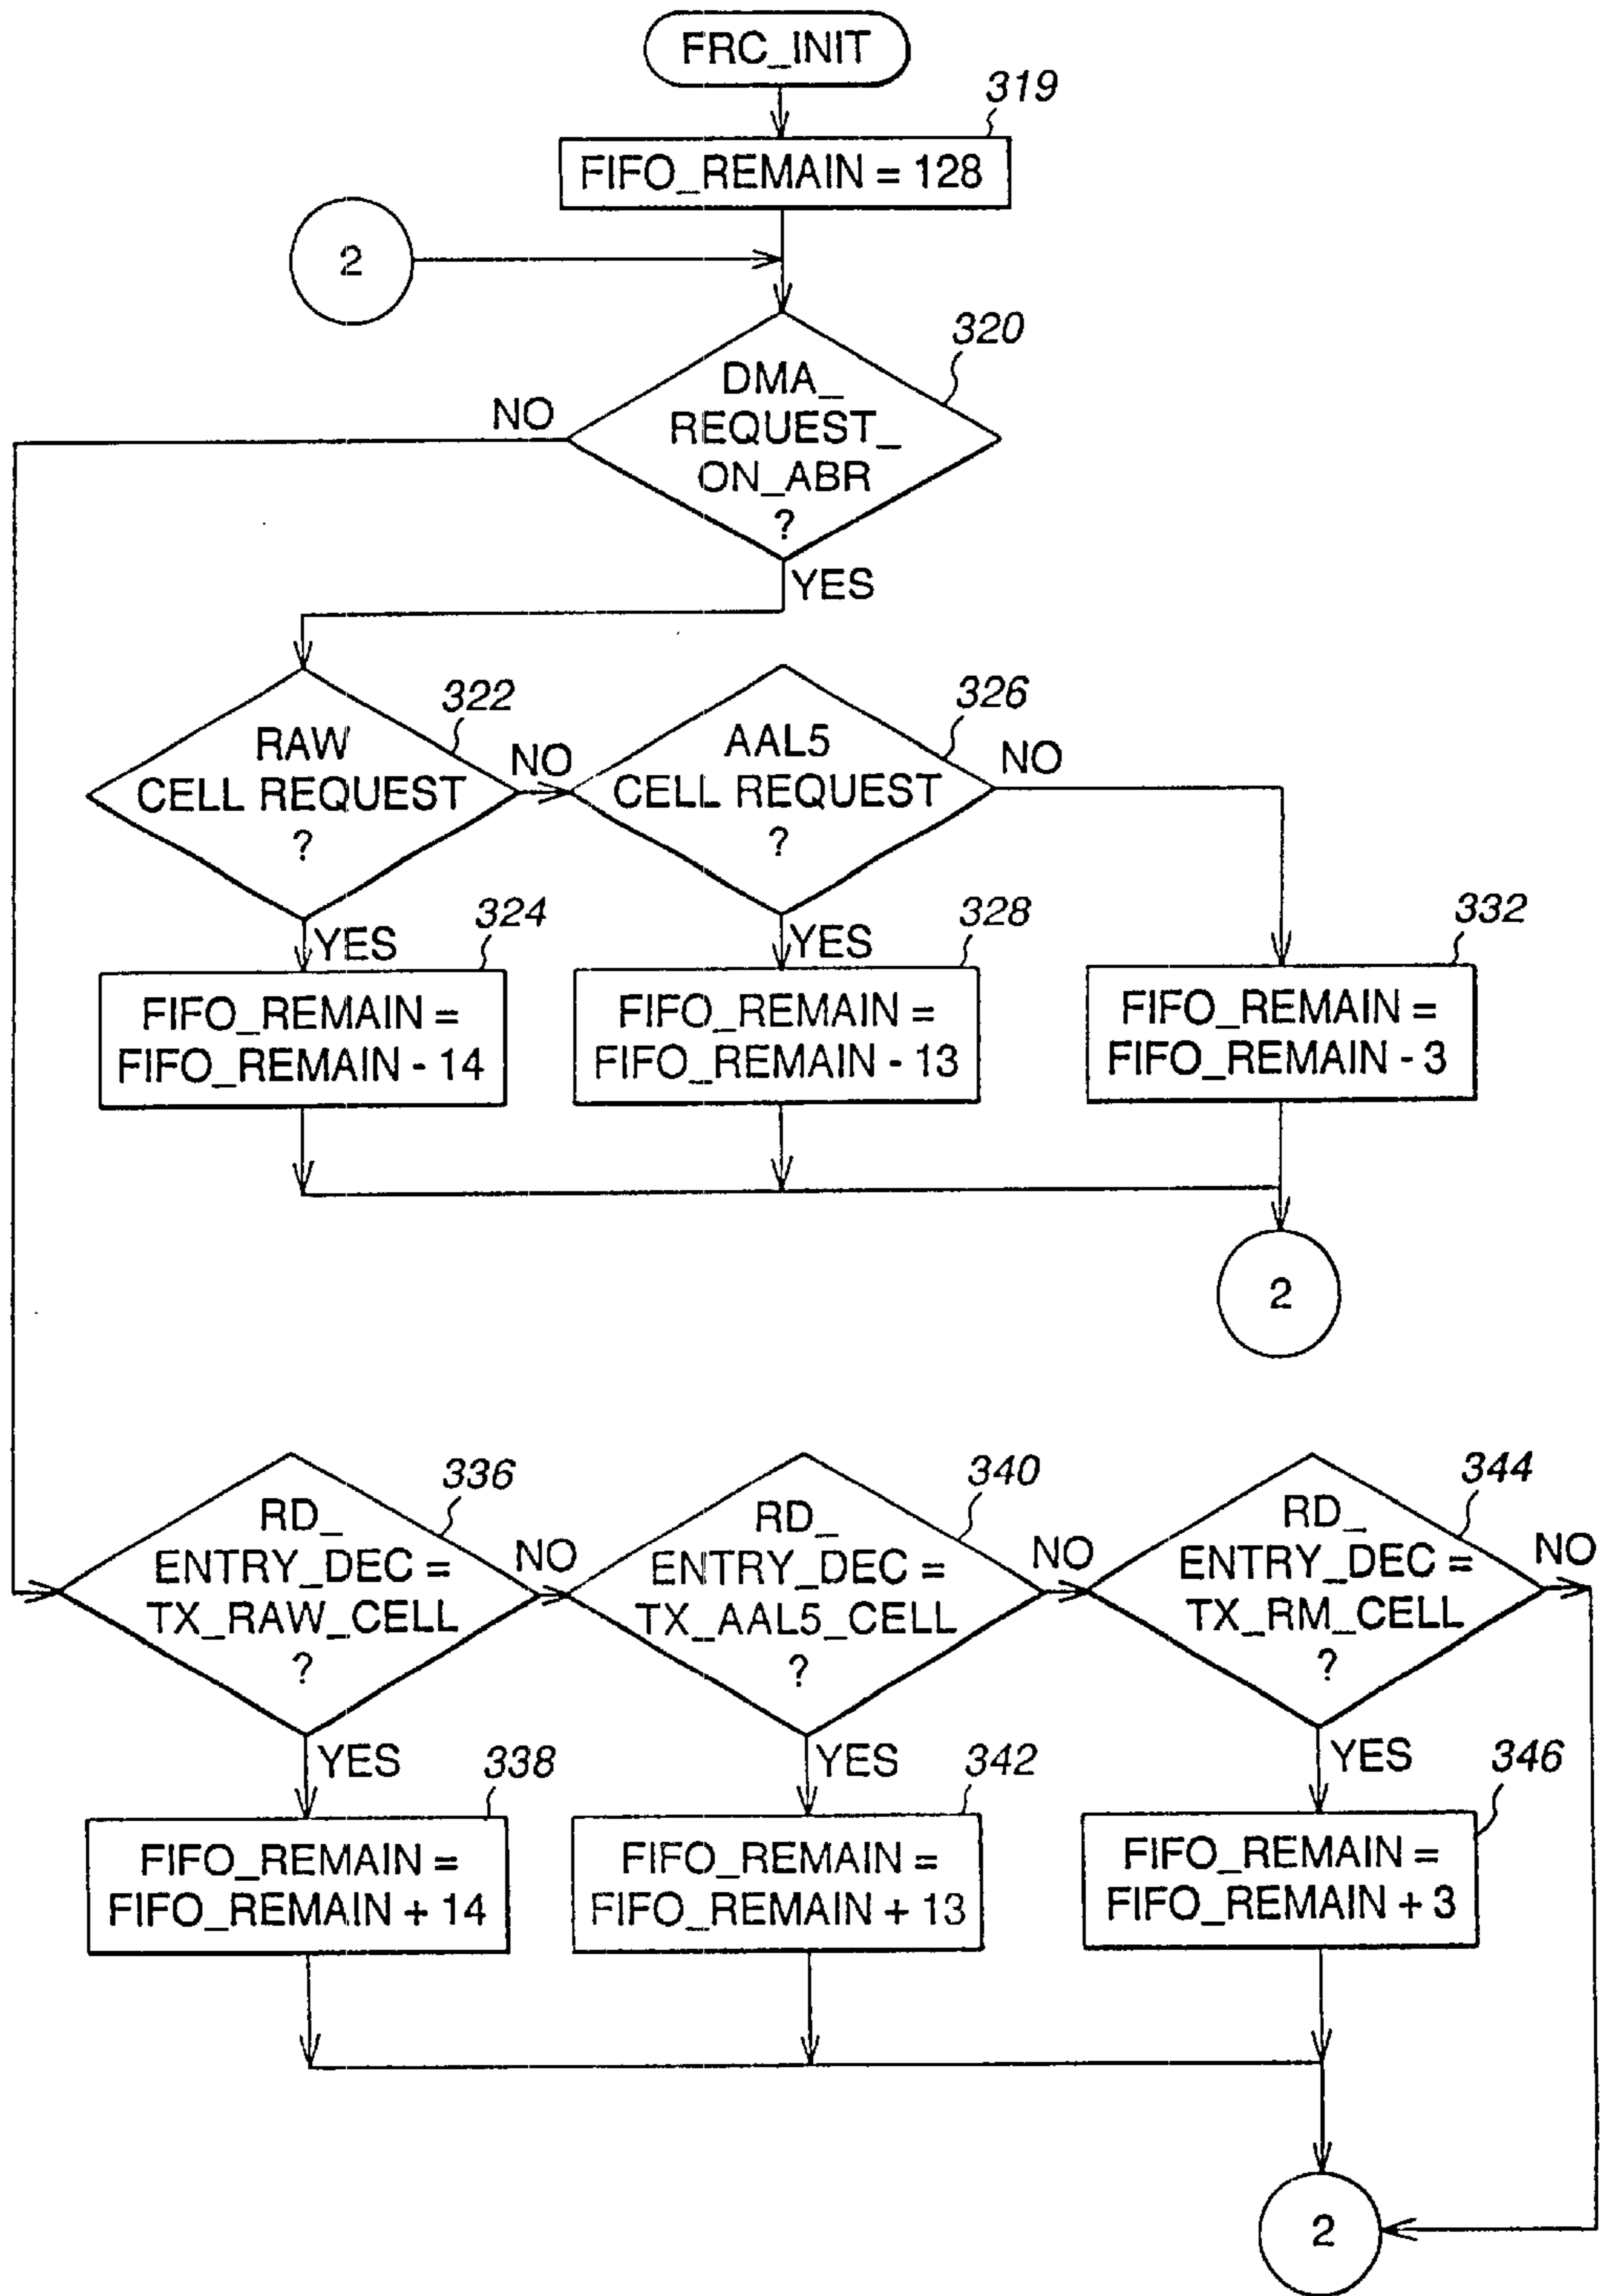 FRC_INIT
319
FIFO_REMAIN = 128
2
320
DMA_
REQUEST_
ON_ABR
?
NO
YES
322
RAW
CELL REQUEST
?
NO
326
AAL5
CELL REQUEST
?
NO
YES
324
FIFO_REMAIN =
FIFO_REMAIN - 14
YES
328
FIFO_REMAIN =
FIFO_REMAIN - 13
332
FIFO_REMAIN =
FIFO_REMAIN - 3
2
336
RD_
ENTRY_DEC =
TX_RAW_CELL
?
NO
340
RD_
ENTRY_DEC =
TX_AAL5_CELL
?
NO
344
RD_
ENTRY_DEC =
TX_RM_CELL
?
NO
YES
338
FIFO_REMAIN =
FIFO_REMAIN + 14
YES
342
FIFO_REMAIN =
FIFO_REMAIN + 13
YES
346
FIFO_REMAIN =
FIFO_REMAIN + 3
2